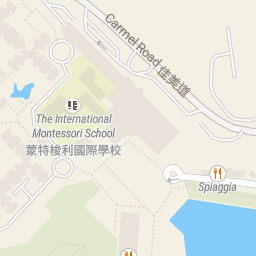 Carmel Road 佳美道
The International
Montessori School
蒙特梭利國際學校
Spiaggia